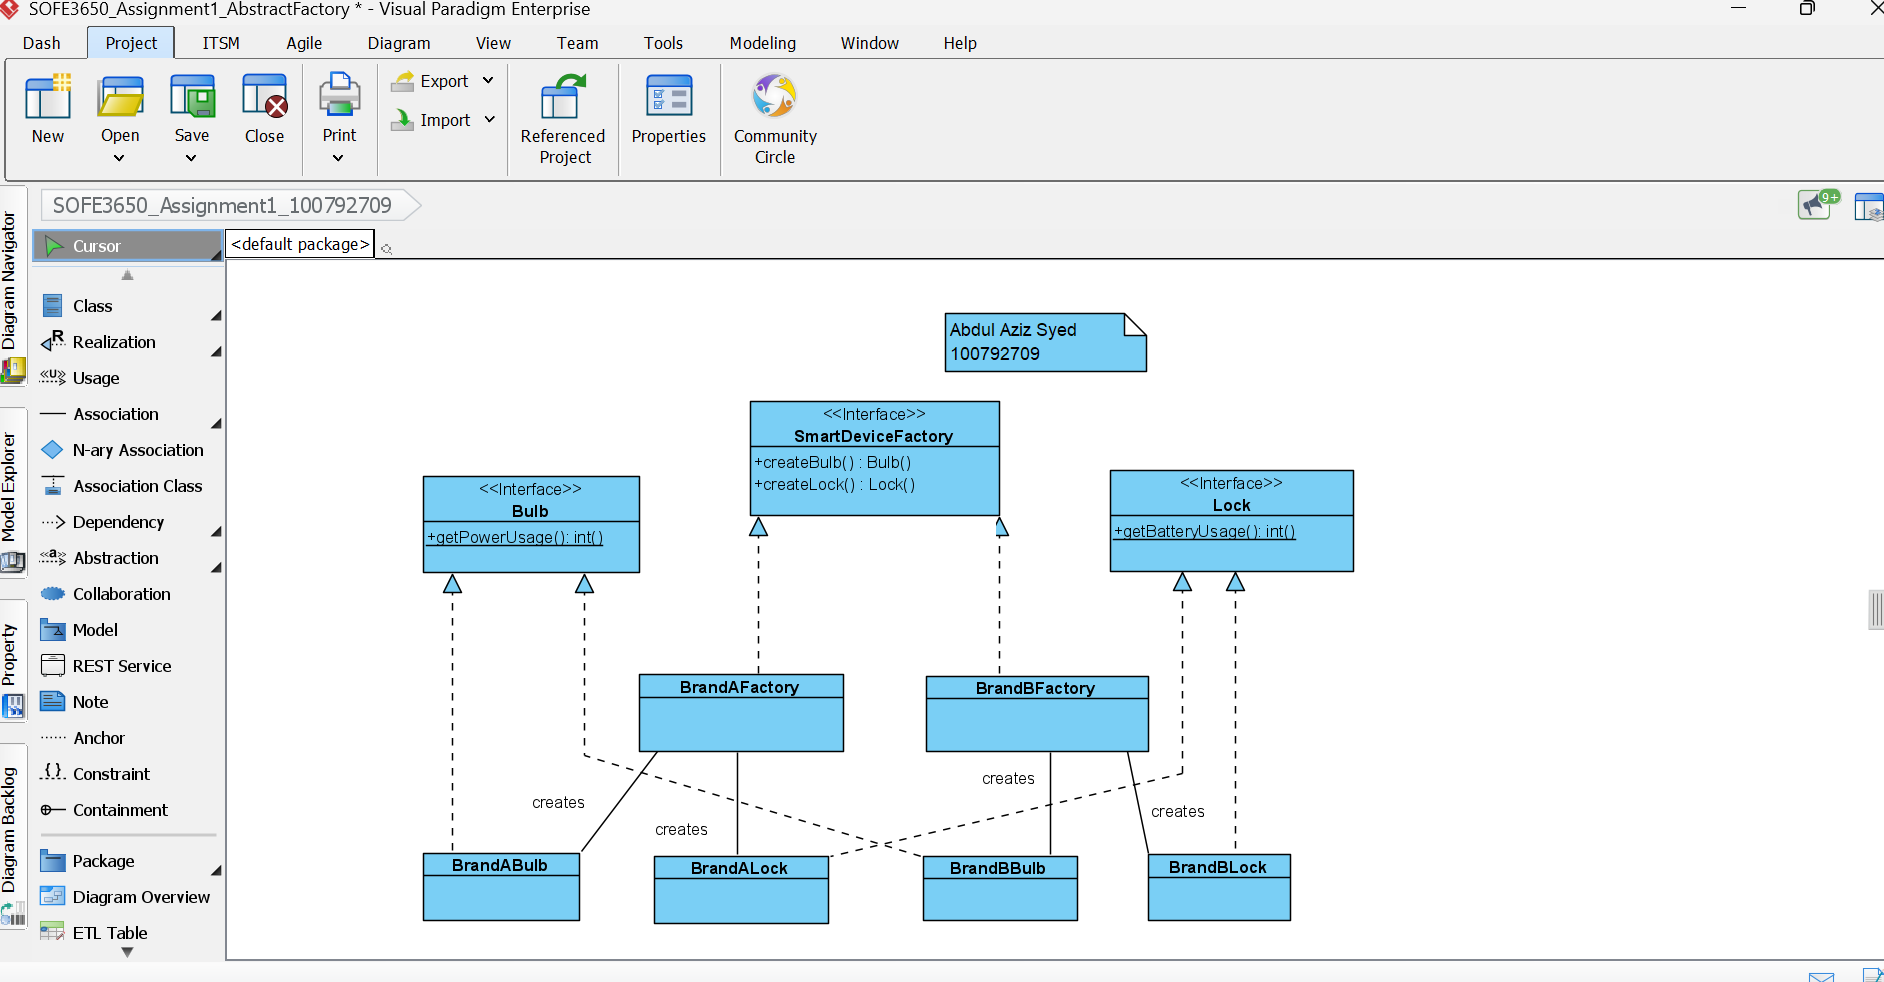 SOFE3650_Assignment1_AbstractFactory * - Visual Paradigm Enterprise
Dash Project ITSM Agile Diagram View Team Tools Modeling Window Help
New Open Save Close Print Export Import Referenced Project Properties Community Circle
SOFE3650_Assignment1_100792709
9+
Cursor
<default package>
Diagram Navigator
Model Explorer
Property
Diagram Backlog
Class
Realization
Usage
Association
N-ary Association
Association Class
Dependency
Abstraction
Collaboration
Model
REST Service
Note
Anchor
Constraint
Containment
Package
Diagram Overview
ETL Table
Abdul Aziz Syed
100792709
<<Interface>>
SmartDeviceFactory
+createBulb() : Bulb()
+createLock() : Lock()
<<Interface>>
Bulb
+getPowerUsage(): int()
<<Interface>>
Lock
+getBatteryUsage(): int()
BrandAFactory
BrandBFactory
creates
creates
creates
creates
BrandABulb
BrandALock
BrandBBulb
BrandBLock